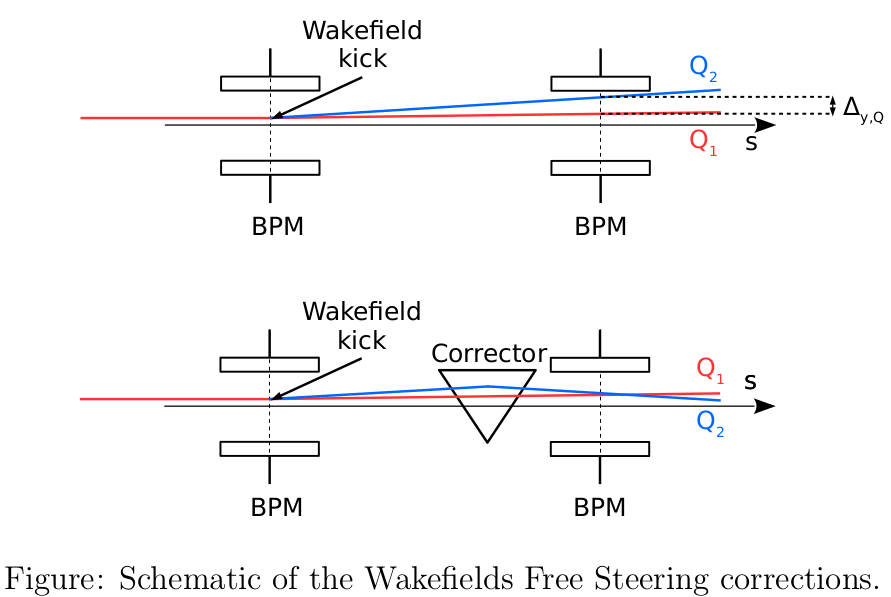 Wakefield
kick
Q2
Δy,Q
Q1
s
BPM
BPM
Wakefield
kick
Corrector
Q1
s
Q2
BPM
BPM
Figure: Schematic of the Wakefields Free Steering corrections.